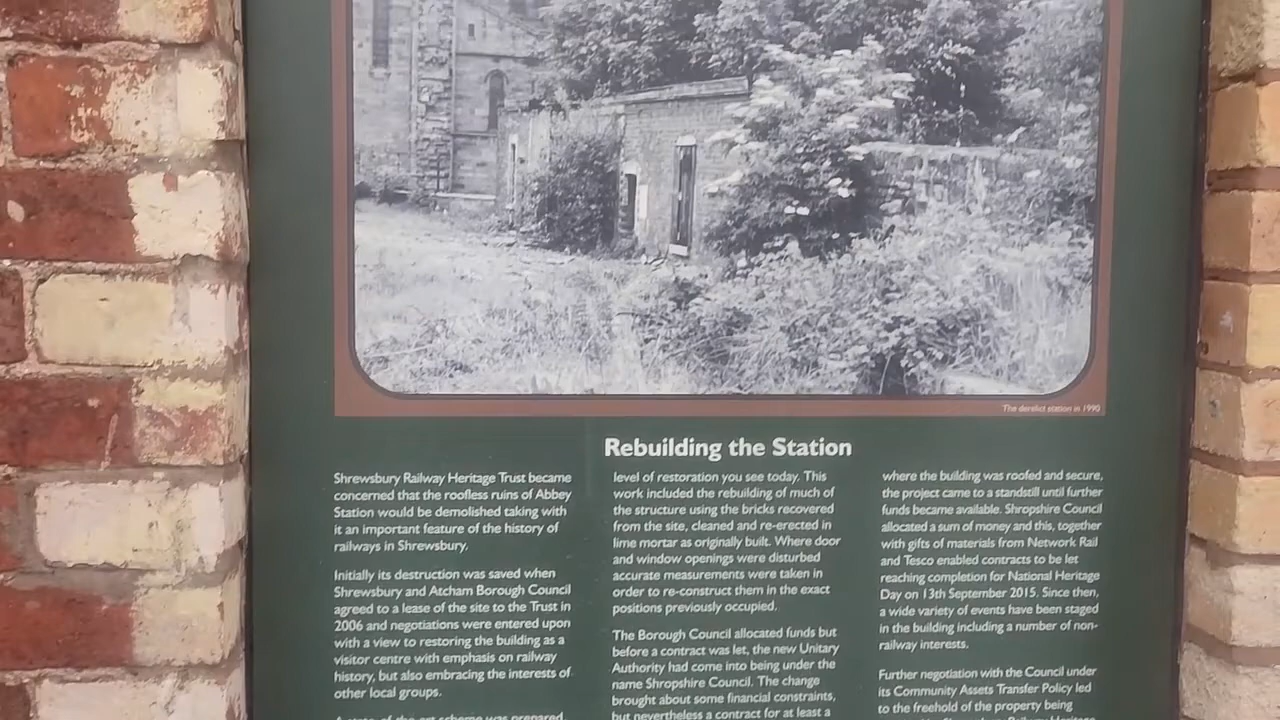 The derelict station in 1990
Rebuilding the Station
Shrewsbury Railway Heritage Trust became
concerned that the roofless ruins of Abbey
Station would be demolished taking with
it an important feature of the history of
railways in Shrewsbury.
Initially its destruction was saved when
Shrewsbury and Atcham Borough Council
agreed to a lease of the site to the Trust in
2006 and negotiations were entered upon
with a view to restoring the building as a
visitor centre with emphasis on railway
history, but also embracing the interests of
other local groups.
A state of the art scheme was prepared,
level of restoration you see today. This
work included the rebuilding of much of
the structure using the bricks recovered
from the site, cleaned and re-erected in
lime mortar as originally built. Where door
and window openings were disturbed
accurate measurements were taken in
order to re-construct them in the exact
positions previously occupied.
The Borough Council allocated funds but
before a contract was let, the new Unitary
Authority had come into being under the
name Shropshire Council. The change
brought about some financial constraints,
but nevertheless a contract for at least a
where the building was roofed and secure,
the project came to a standstill until further
funds became available. Shropshire Council
allocated a sum of money and this, together
with gifts of materials from Network Rail
and Tesco enabled contracts to be let
reaching completion for National Heritage
Day on 13th September 2015. Since then,
a wide variety of events have been staged
in the building including a number of non-
railway interests.
Further negotiation with the Council under
its Community Assets Transfer Policy led
to the freehold of the property being